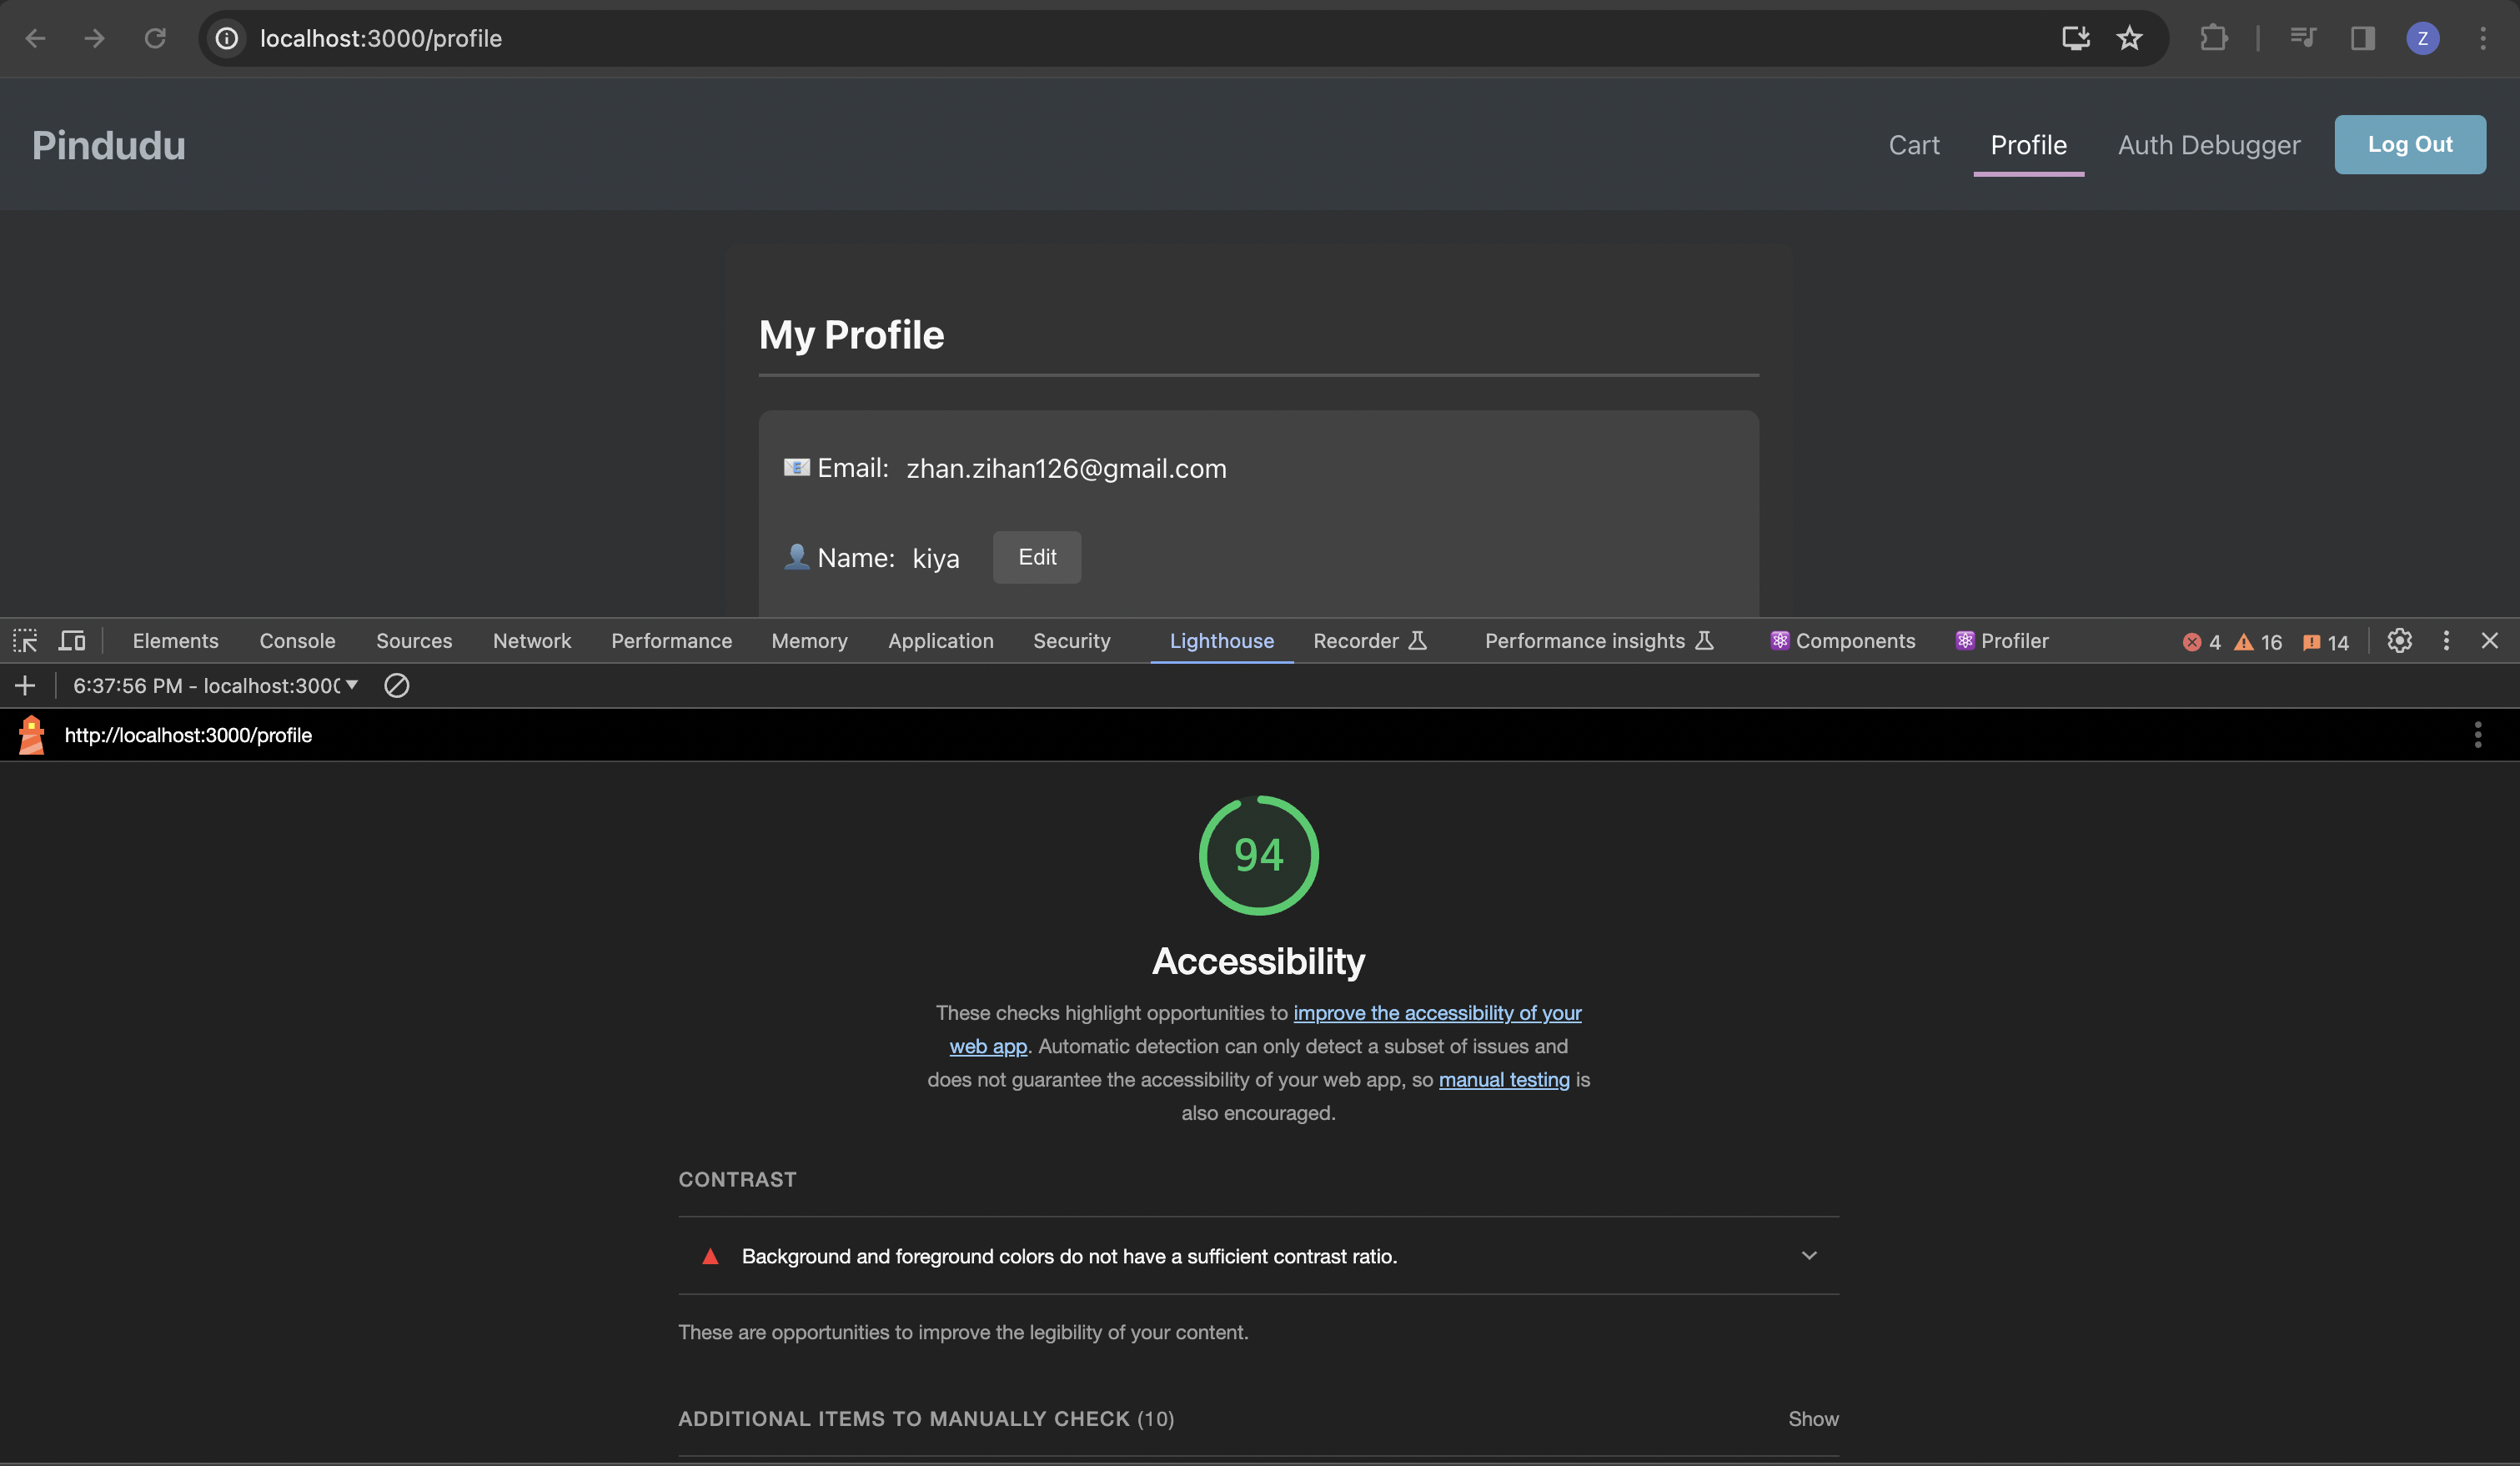 localhost:3000/profile
Z
Pindudu
Cart Profile Auth Debugger Log Out
My Profile
📧 Email: zhan.zihan126@gmail.com
👤 Name: kiya Edit
Elements Console Sources Network Performance Memory Application Security Lighthouse Recorder Performance insights Components Profiler 4 16 14
6:37:56 PM - localhost:3000
http://localhost:3000/profile
94
Accessibility
These checks highlight opportunities to improve the accessibility of your
web app. Automatic detection can only detect a subset of issues and
does not guarantee the accessibility of your web app, so manual testing is
also encouraged.
CONTRAST
Background and foreground colors do not have a sufficient contrast ratio.
These are opportunities to improve the legibility of your content.
ADDITIONAL ITEMS TO MANUALLY CHECK (10) Show